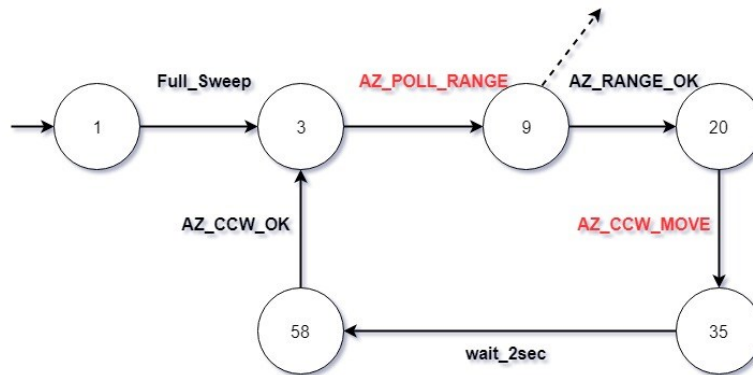 Full_Sweep
AZ_POLL_RANGE
AZ_RANGE_OK
1
3
9
20
AZ_CCW_OK
AZ_CCW_MOVE
58
35
wait_2sec